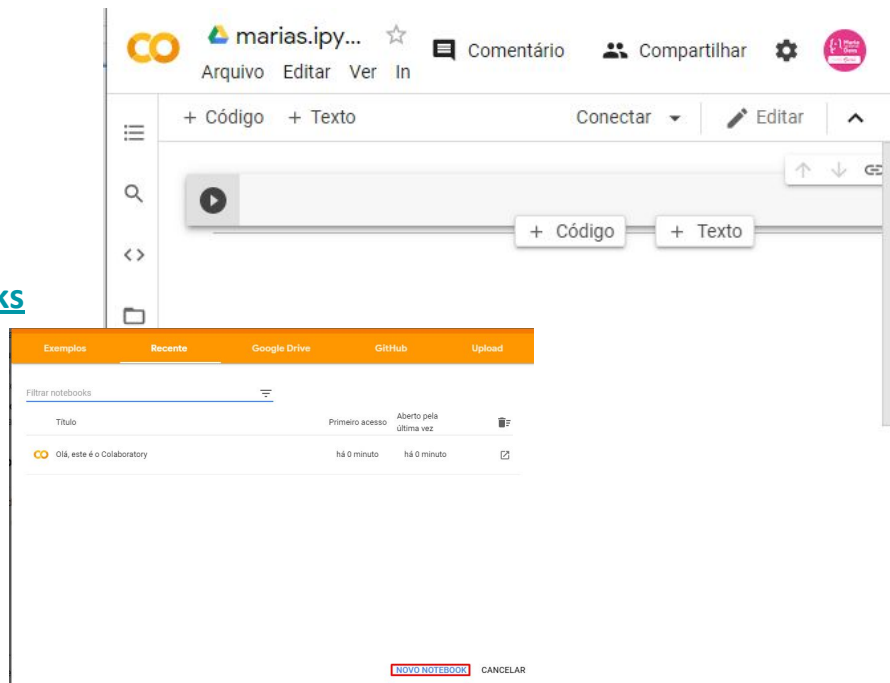 marias.ipy...
Comentário
Compartilhar
Arquivo Editar Ver In
+ Código + Texto
Conectar
Editar
+ Código
+ Texto
ks
Exemplos Recente Google Drive GitHub Upload
Filtrar notebooks
Título Primeiro acesso Aberto pela última vez
Olá, este é o Colaboratory há 0 minuto há 0 minuto
NOVO NOTEBOOK CANCELAR